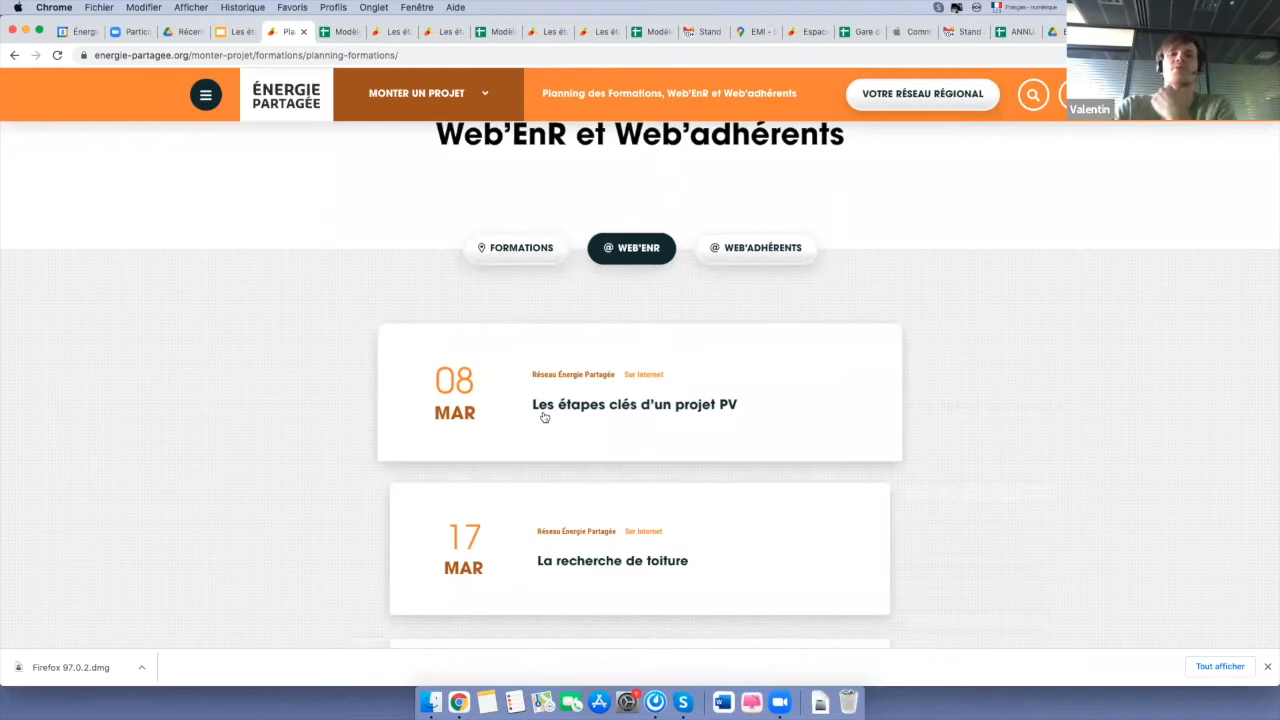 Chrome Fichier Modifier Afficher Historique Favoris Profils Onglet Fenêtre Aide Français - numérique
Énergi Partici Récen Les éta Pla Modèl Les ét. Les ét. Modèl Les ét. Les ét. Modèl Stand EMI - Espac Gare d Comm Stand ANNU
energie-partagee.org/monter-projet/formations/planning-formations/
Valentin
ÉNERGIE
PARTAGÉE
MONTER UN PROJET
Planning des Formations, Web'EnR et Web'adhérents
VOTRE RÉSEAU RÉGIONAL
Web'EnR et Web'adhérents
FORMATIONS
@ WEB'ENR
@ WEB'ADHÉRENTS
08
MAR
Réseau Énergie Partagée Sur Internet
Les étapes clés d'un projet PV
17
MAR
Réseau Énergie Partagée Sur Internet
La recherche de toiture
Firefox 97.0.2.dmg
Tout afficher